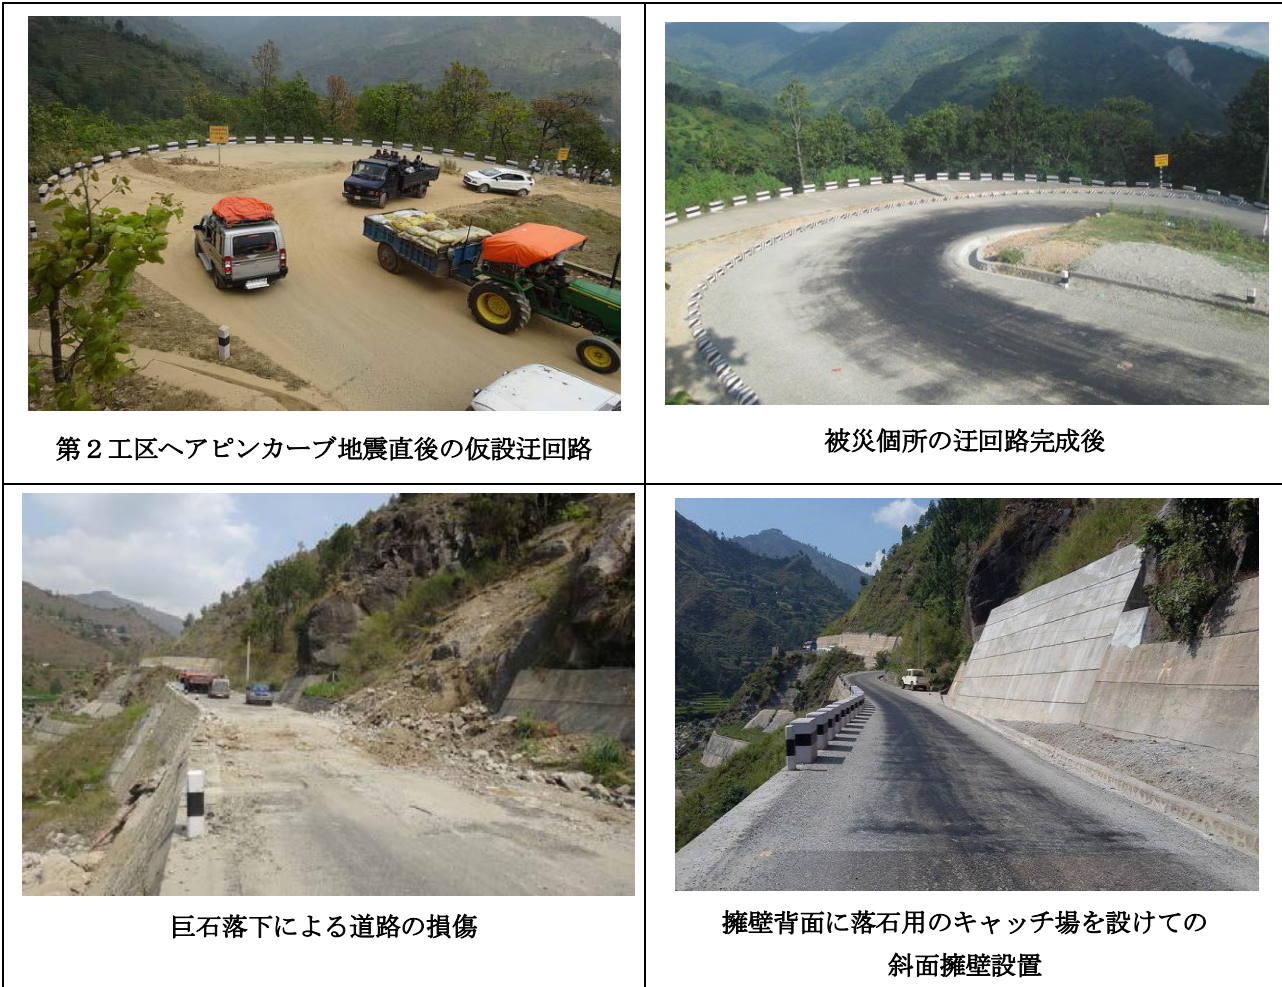 第２工区ヘアピンカーブ地震直後の仮設迂回路
被災個所の迂回路完成後
巨石落下による道路の損傷
擁壁背面に落石用のキャッチ場を設けての
斜面擁壁設置